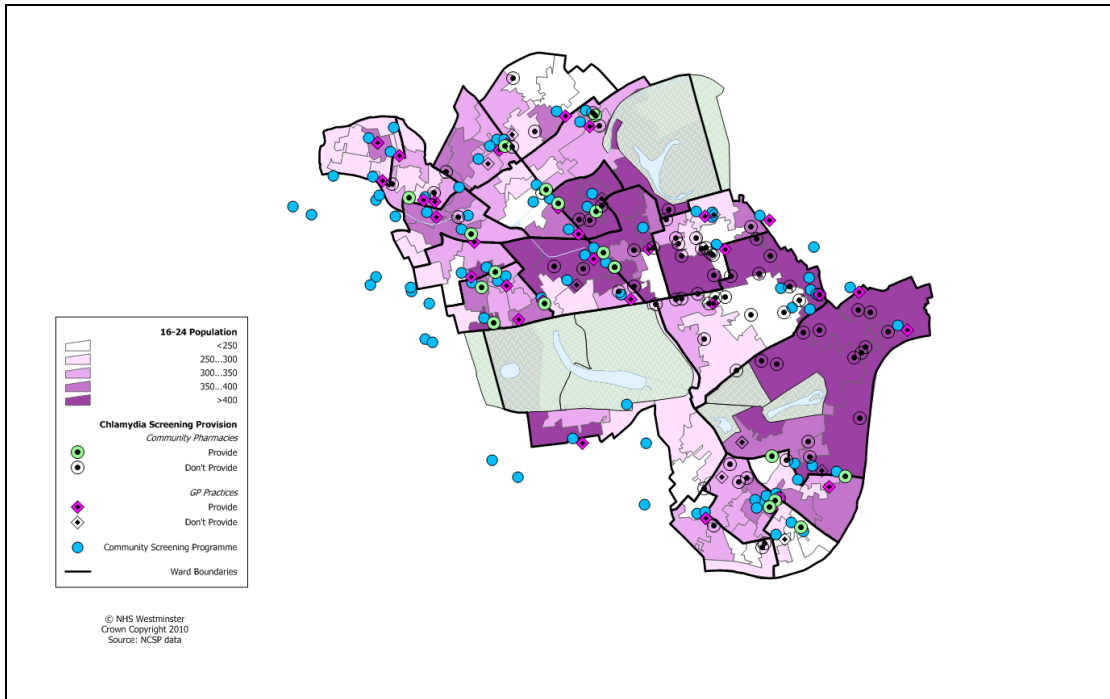 16-24 Population
<250
250...300
300...350
350...400
>400
Chlamydia Screening Provision
Community Pharmacies
Provide
Don't Provide
GP Practices
Provide
Don't Provide
Community Screening Programme
Ward Boundaries
© NHS Westminster
Crown Copyright 2010
Source: NCSP data